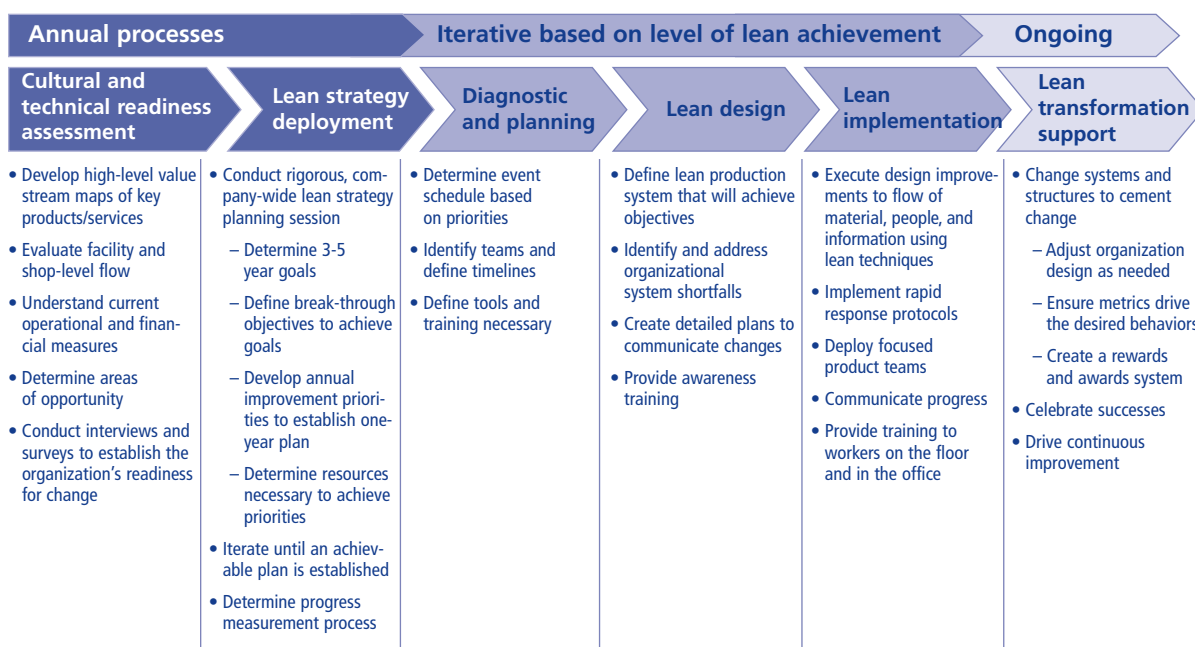 Annual processes
Iterative based on level of lean achievement
Ongoing
Cultural and
technical readiness
assessment
Lean strategy
deployment
Diagnostic
and planning
Lean design
Lean
implementation
Lean
transformation
support
• Develop high-level value
stream maps of key
products/services
• Evaluate facility and
shop-level flow
• Understand current
operational and finan-
cial measures
• Determine areas
of opportunity
• Conduct interviews and
surveys to establish the
organization's readiness
for change
• Conduct rigorous, com-
pany-wide lean strategy
planning session
– Determine 3-5
year goals
– Define break-through
objectives to achieve
goals
– Develop annual
improvement priori-
ties to establish one-
year plan
– Determine resources
necessary to achieve
priorities
• Iterate until an achiev-
able plan is established
• Determine progress
measurement process
• Determine event
schedule based
on priorities
• Identify teams and
define timelines
• Define tools and
training necessary
• Define lean production
system that will achieve
objectives
• Identify and address
organizational
system shortfalls
• Create detailed plans to
communicate changes
• Provide awareness
training
• Execute design improve-
ments to flow of
material, people, and
information using
lean techniques
• Implement rapid
response protocols
• Deploy focused
product teams
• Communicate progress
• Provide training to
workers on the floor
and in the office
• Change systems and
structures to cement
change
– Adjust organization
design as needed
– Ensure metrics drive
the desired behaviors
– Create a rewards
and awards system
• Celebrate successes
• Drive continuous
improvement